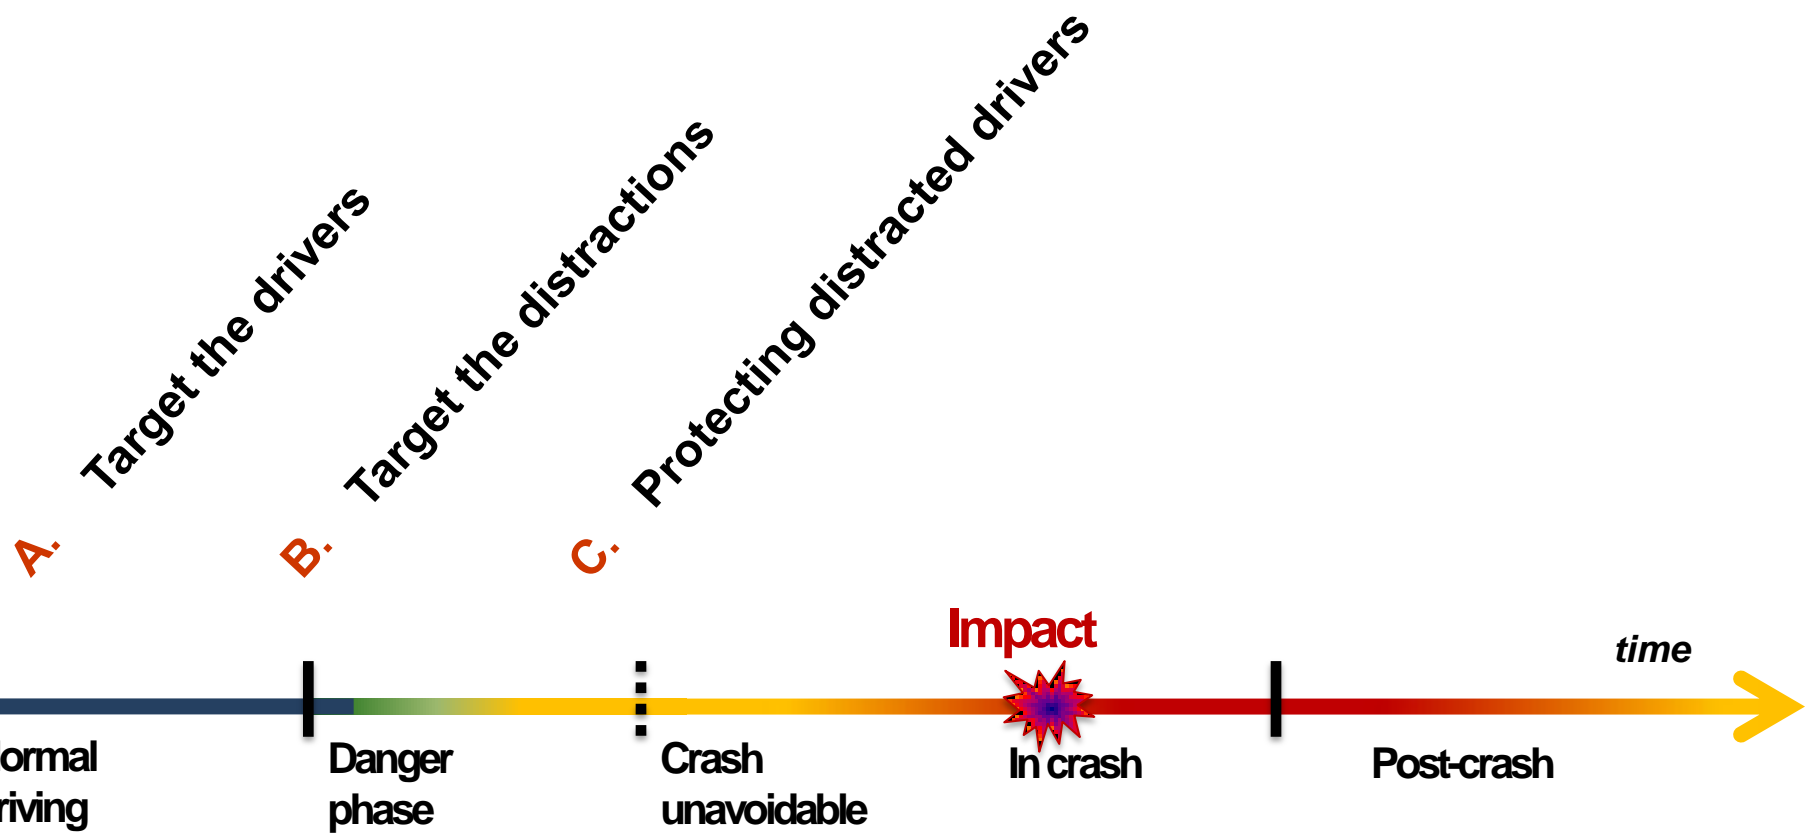 A. Target the drivers
B. Target the distractions
C. Protecting distracted drivers
Impact
time
ormal
riving
Danger
phase
Crash
unavoidable
In crash
Post-crash